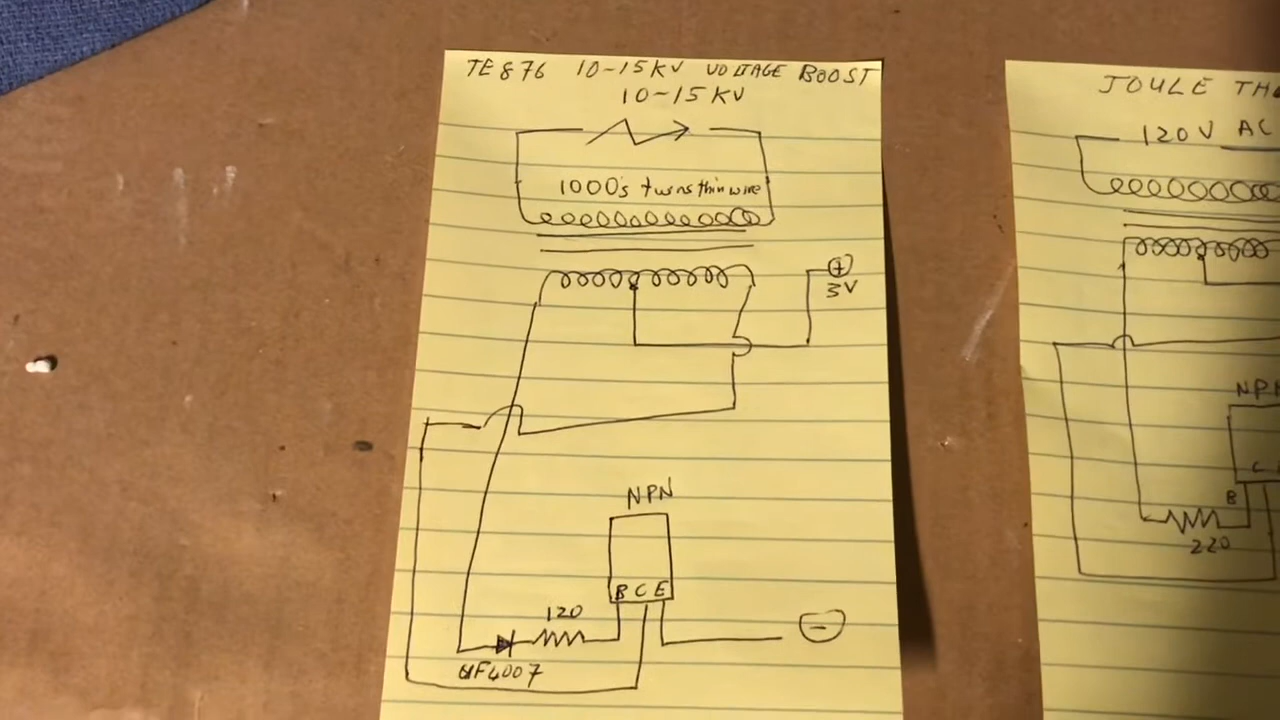 TE876 10-15KV VOLTAGE BOOST
10-15KV
1000's turns thin wire
+
3V
NPN
B C E
120
UF4007
-
JOULE TH
120V AC
NPN
C
B
220